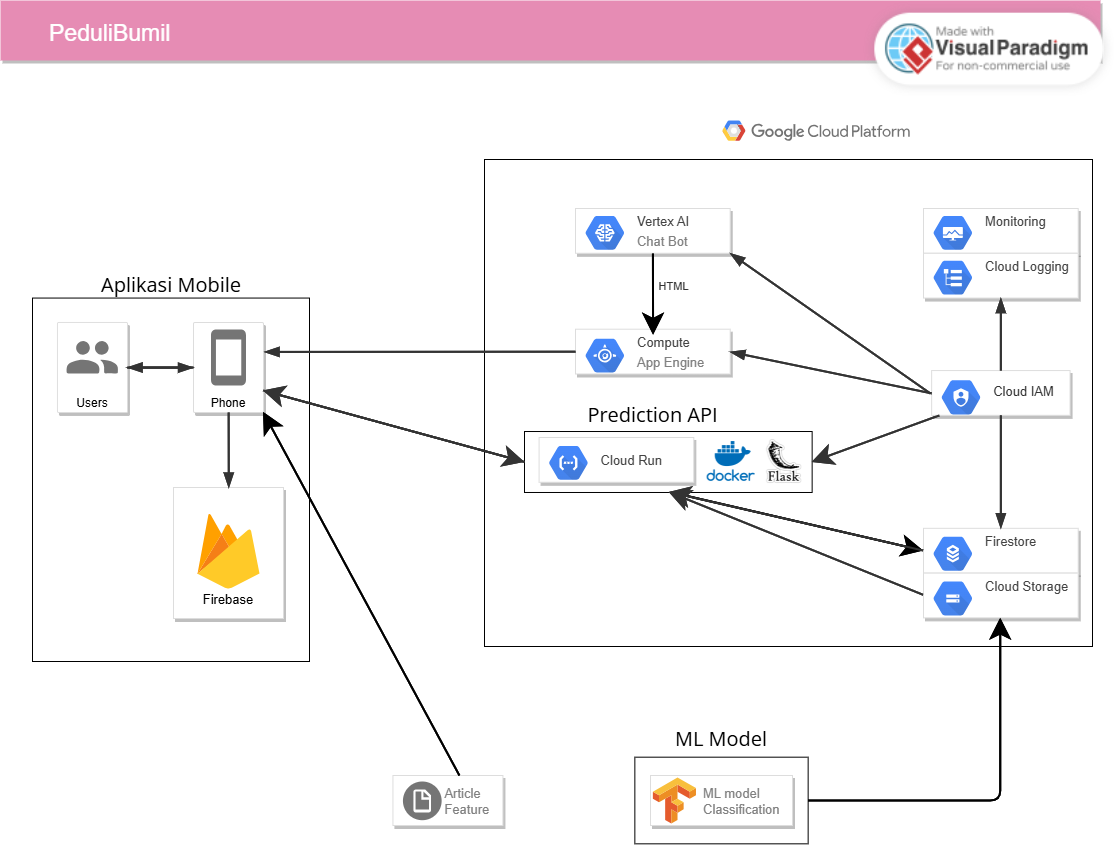 PeduliBumil
Made with
VisualParadigm
For non-commercial use
Google Cloud Platform
Vertex AI
Chat Bot
Monitoring
Cloud Logging
HTML
Aplikasi Mobile
Users
Phone
Compute
App Engine
Cloud IAM
Prediction API
Cloud Run
docker
Flask
Firebase
Firestore
Cloud Storage
ML Model
Article
Feature
ML model
Classification